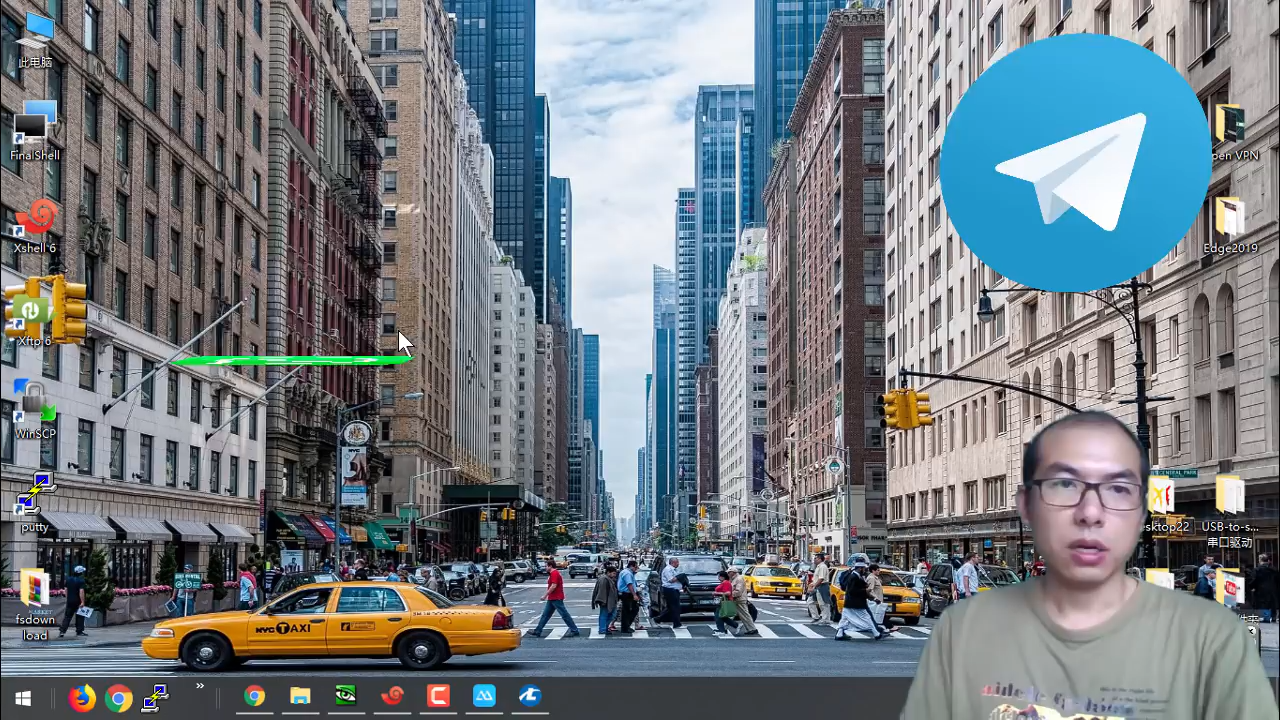 此电脑
FinalShell
Xshell 6
Xftp 6
WinSCP
putty
fsdown
load
pen VPN
Edge2019
sktop22
USB-to-s...
串口驱动
NYC TAXI
NYC